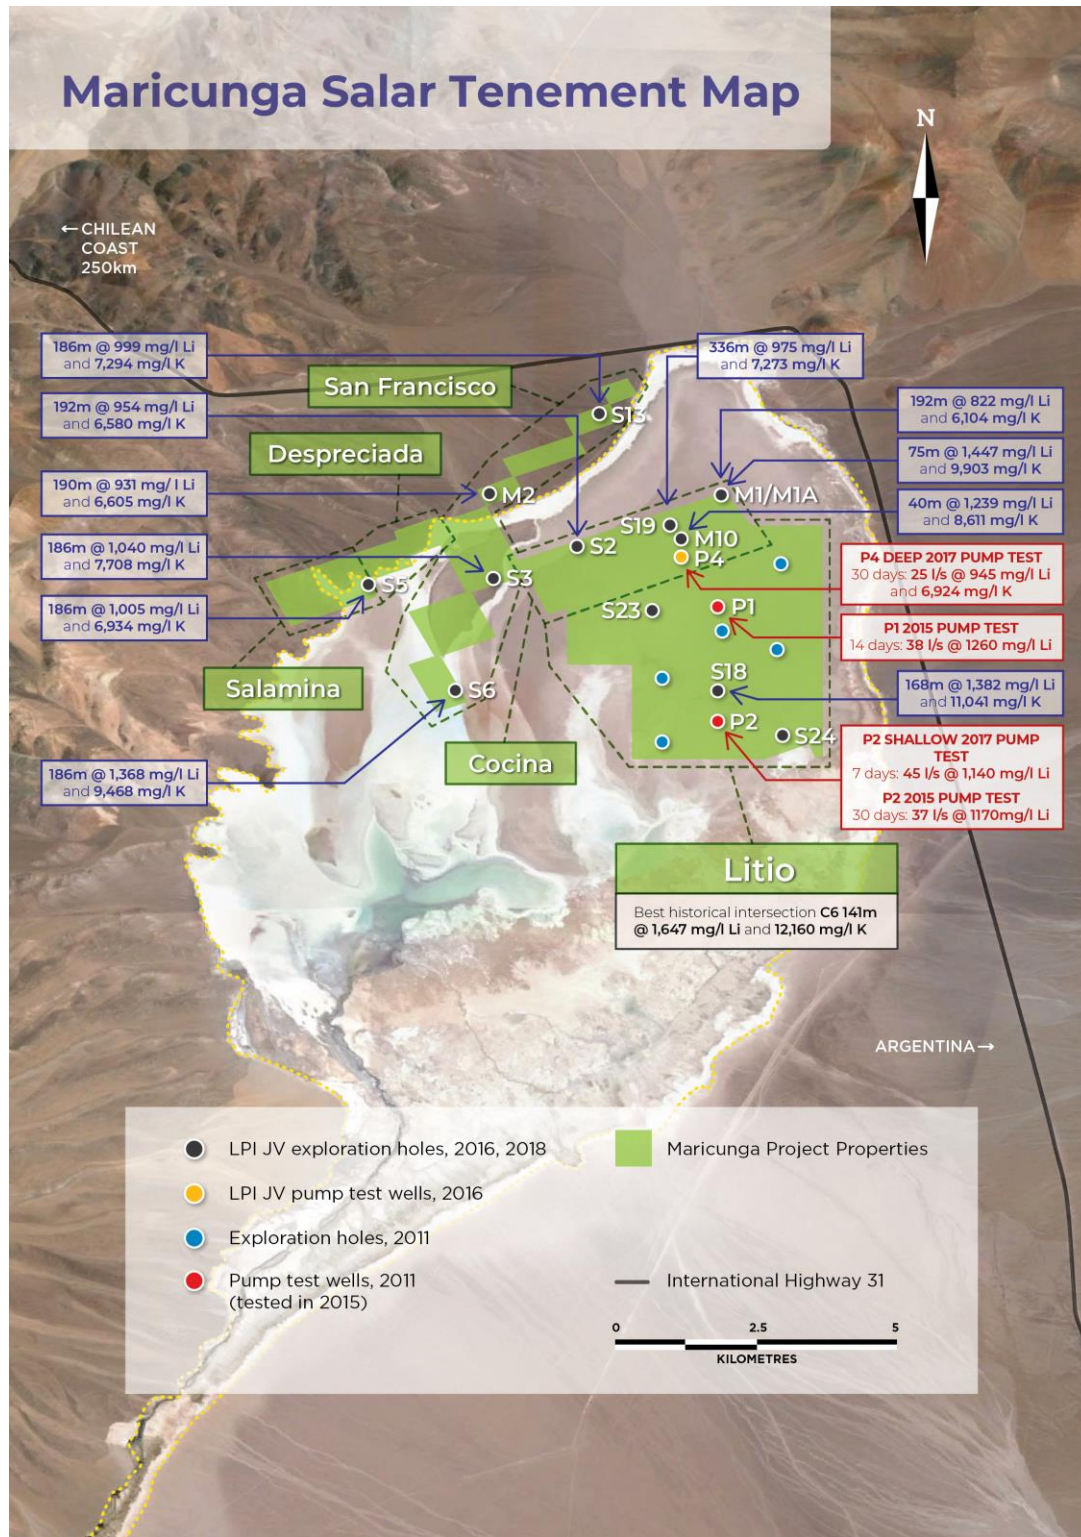 Maricunga Salar Tenement Map
N
←CHILEAN
COAST
250km
186m @ 999 mg/l Li
and 7,294 mg/l K
336m @ 975 mg/l Li
and 7,273 mg/l K
San Francisco
192m @ 954 mg/l Li
and 6,580 mg/l K
S13
192m @ 822 mg/l Li
and 6,104 mg/l K
Despreciada
75m @ 1,447 mg/l Li
and 9,903 mg/l K
190m @ 931 mg/ l Li
and 6,605 mg/l K
M2
M1/M1A
40m @ 1,239 mg/l Li
and 8,611 mg/l K
S19
M10
S2
P4
186m @ 1,040 mg/l Li
and 7,708 mg/l K
P4 DEEP 2017 PUMP TEST
30 days: 25 l/s @ 945 mg/l Li
and 6,924 mg/l K
S5
S3
186m @ 1,005 mg/l Li
and 6,934 mg/l K
S23
P1
P1 2015 PUMP TEST
14 days: 38 l/s @ 1260 mg/l Li
Salamina
S6
S18
168m @ 1,382 mg/l Li
and 11,041 mg/l K
P2
S24
Cocina
186m @ 1,368 mg/l Li
and 9,468 mg/l K
P2 SHALLOW 2017 PUMP
TEST
7 days: 45 l/s @ 1,140 mg/l Li
P2 2015 PUMP TEST
30 days: 37 l/s @ 1170mg/l Li
Litio
Best historical intersection C6 141m
@ 1,647 mg/l Li and 12,160 mg/l K
ARGENTINA→
LPI JV exploration holes, 2016, 2018
LPI JV pump test wells, 2016
Exploration holes, 2011
Pump test wells, 2011
(tested in 2015)
Maricunga Project Properties
International Highway 31
0 2.5 5
KILOMETRES